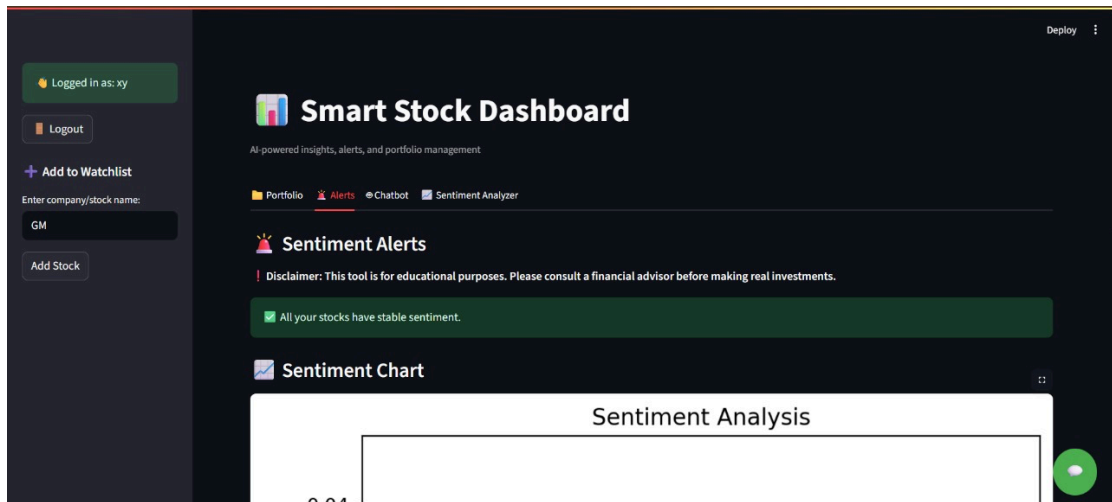 Deploy
Logged in as: xy
Logout
Add to Watchlist
Enter company/stock name:
GM
Add Stock
Smart Stock Dashboard
AI-powered insights, alerts, and portfolio management
Portfolio Alerts Chatbot Sentiment Analyzer
Sentiment Alerts
Disclaimer: This tool is for educational purposes. Please consult a financial advisor before making real investments.
All your stocks have stable sentiment.
Sentiment Chart
Sentiment Analysis